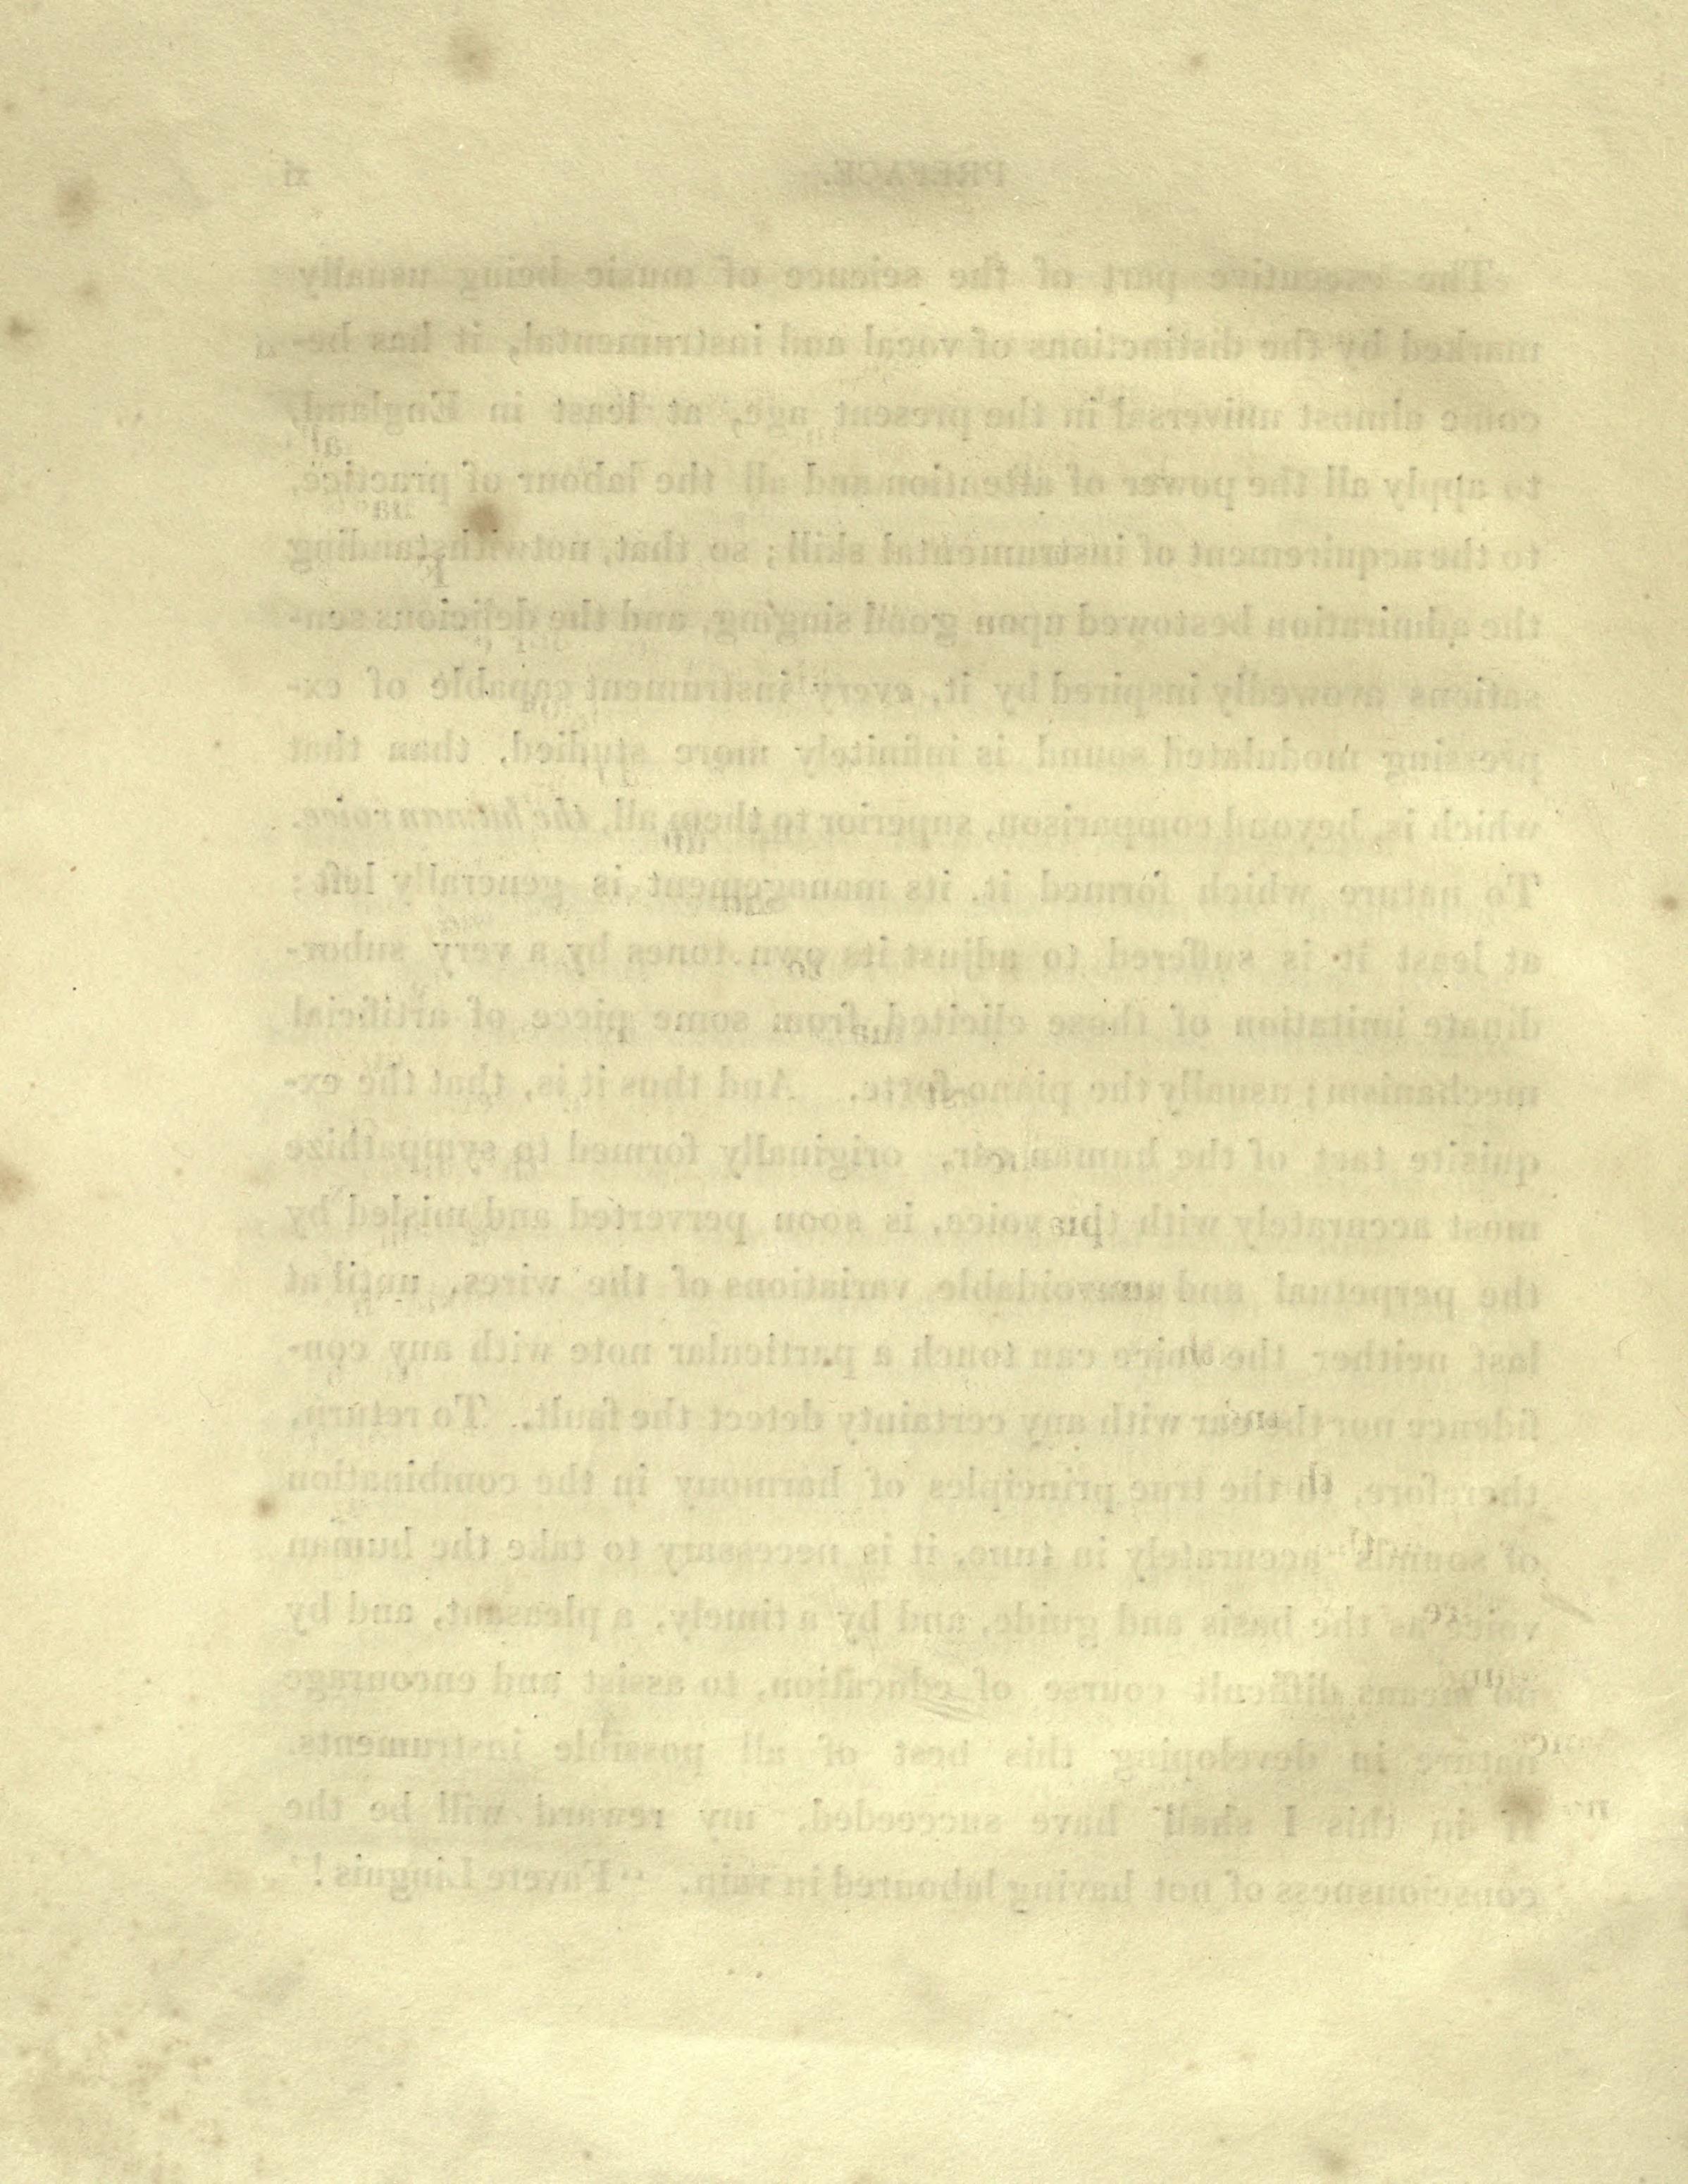 PREFACE. xi
The executive part of the science of music being usually
marked by the distinctions of vocal and instrumental, it has be-
come almost universal in the present age, at least in England,
to apply all the power of attention and all the labour of practice,
to the acquirement of instrumental skill; so that, notwithstanding
the admiration bestowed upon good singing, and the delicious sen-
sations avowedly inspired by it, every instrument capable of ex-
pressing modulated sound is infinitely more studied, than that
which is, beyond comparison, superior to them all, the human voice.
To nature which formed it, its management is generally left:
at least it is suffered to adjust its own tones by a very subor-
dinate imitation of those elicited from some piece of artificial
mechanism; usually the piano-forte. And thus it is, that the ex-
quisite tact of the human ear, originally formed to sympathize
most accurately with the voice, is soon perverted and misled by
the perpetual and unavoidable variations of the wires, until at
last neither the voice can touch a particular note with any con-
fidence nor the ear with any certainty detect the fault. To return,
therefore, to the true principles of harmony in the combination
of sounds accurately in tune, it is necessary to take the human
voice as the basis and guide, and by a timely, a pleasant, and by
no means difficult course of education, to assist and encourage
nature in developing this best of all possible instruments.
If in this I shall have succeeded, my reward will be the
consciousness of not having laboured in vain. "Favete Linguis!"